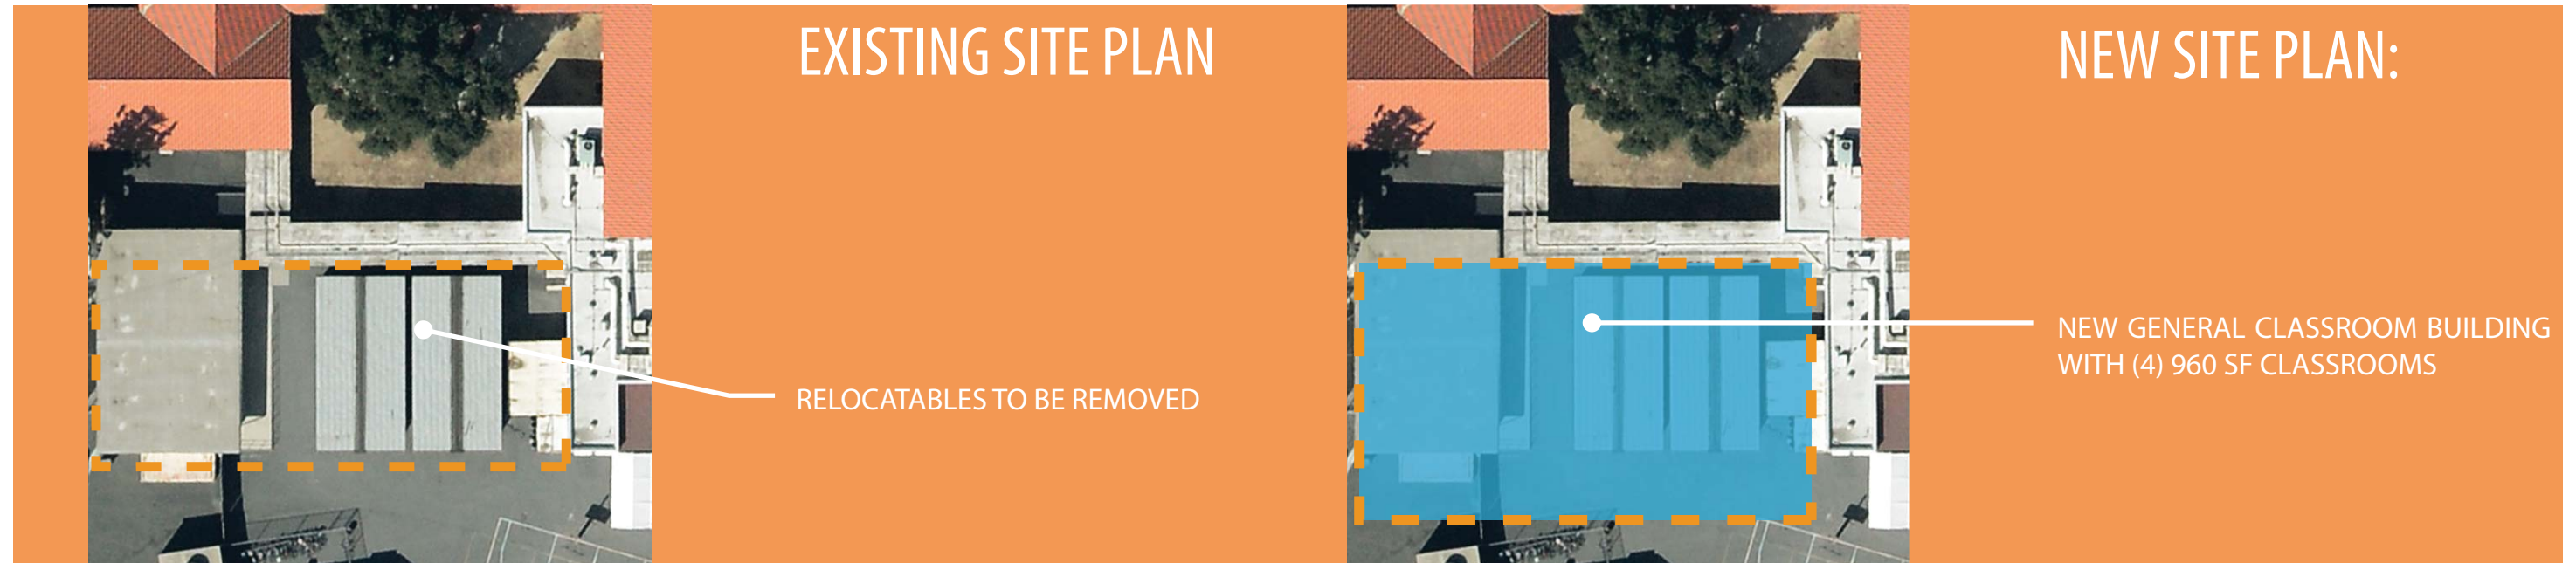 EXISTING SITE PLAN
RELOCATABLES TO BE REMOVED
NEW SITE PLAN:
NEW GENERAL CLASSROOM BUILDING
WITH (4) 960 SF CLASSROOMS